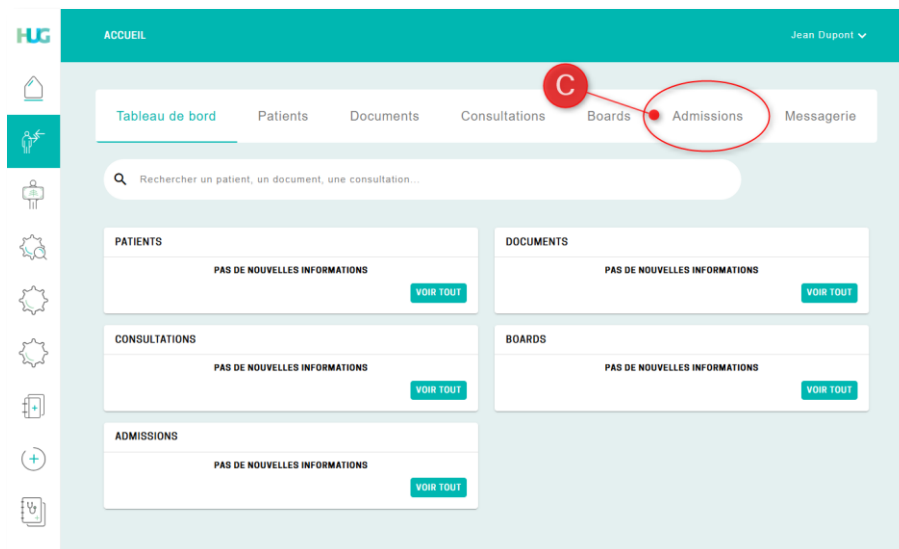 HUG
ACCUEIL
Jean Dupont
C
Tableau de bord Patients Documents Consultations Boards Admissions Messagerie
Rechercher un patient, un document, une consultation...
PATIENTS
PAS DE NOUVELLES INFORMATIONS
VOIR TOUT
DOCUMENTS
PAS DE NOUVELLES INFORMATIONS
VOIR TOUT
CONSULTATIONS
PAS DE NOUVELLES INFORMATIONS
VOIR TOUT
BOARDS
PAS DE NOUVELLES INFORMATIONS
VOIR TOUT
ADMISSIONS
PAS DE NOUVELLES INFORMATIONS
VOIR TOUT